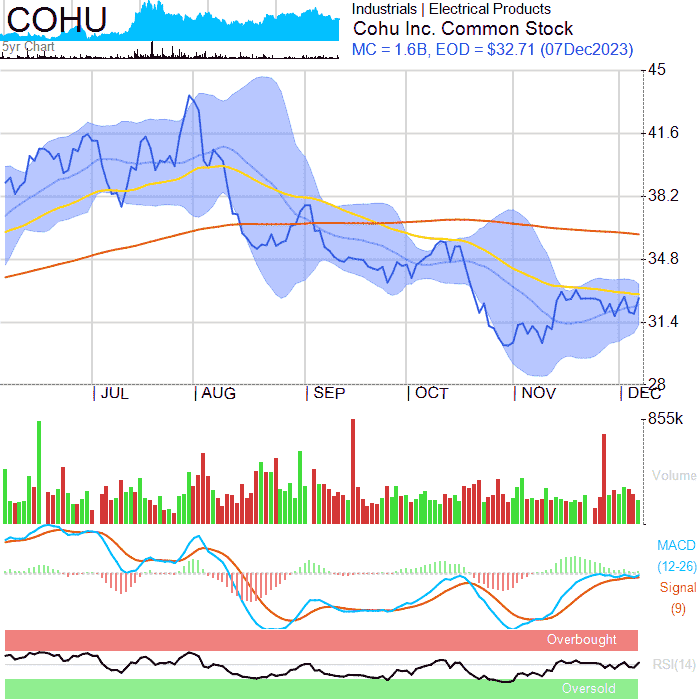 COHU
5yr Chart
Industrials | Electrical Products
Cohu Inc. Common Stock
MC = 1.6B, EOD = $32.71 (07Dec2023)
45
41.6
38.2
34.8
31.4
28
JUL AUG SEP OCT NOV DEC
855k
Volume
MACD
(12-26)
Signal
(9)
Overbought
RSI(14)
Oversold